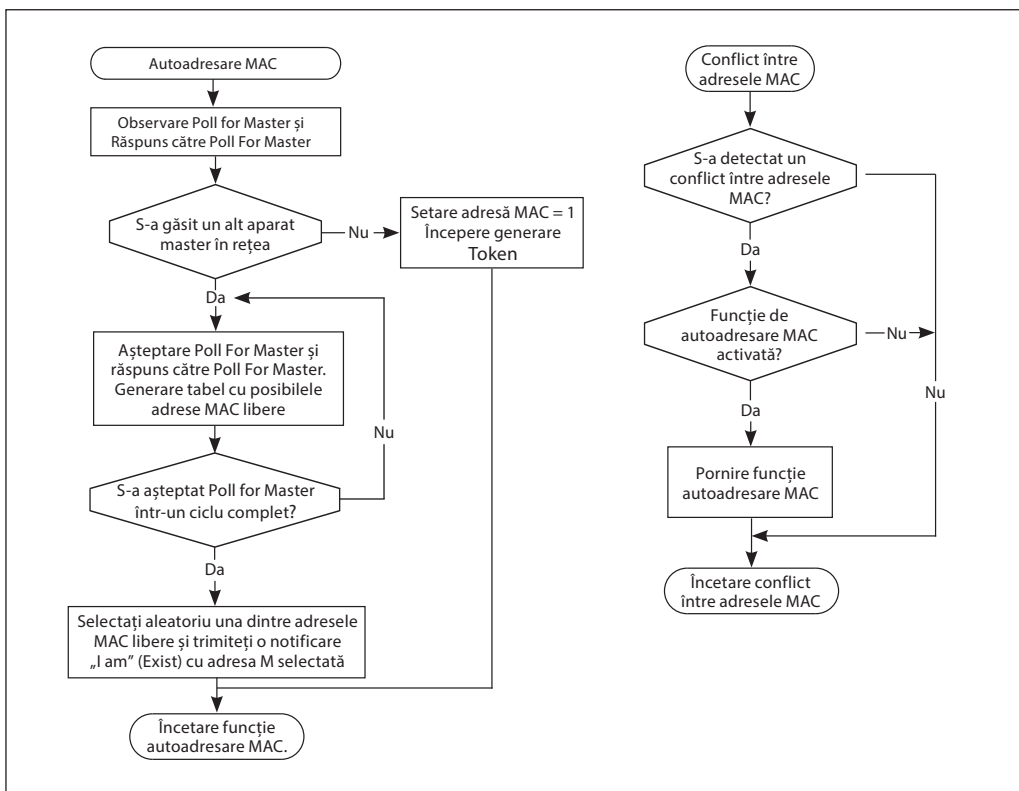 Autoadresare MAC
Observare Poll for Master și
Răspuns către Poll For Master
S-a găsit un alt aparat
master în rețea
Nu
Setare adresă MAC = 1
Începere generare
Token
Da
Așteptare Poll For Master și
răspuns către Poll For Master.
Generare tabel cu posibilele
adrese MAC libere
Nu
S-a așteptat Poll for Master
într-un ciclu complet?
Da
Selectați aleatoriu una dintre adresele
MAC libere și trimiteți o notificare
„I am” (Exist) cu adresa M selectată
Încetare funcție
autoadresare MAC.
Conflict între
adresele MAC
S-a detectat un
conflict între adresele
MAC?
Da
Funcție de
autoadresare MAC
activată?
Nu
Nu
Da
Pornire funcție
autoadresare MAC
Încetare conflict
între adresele MAC